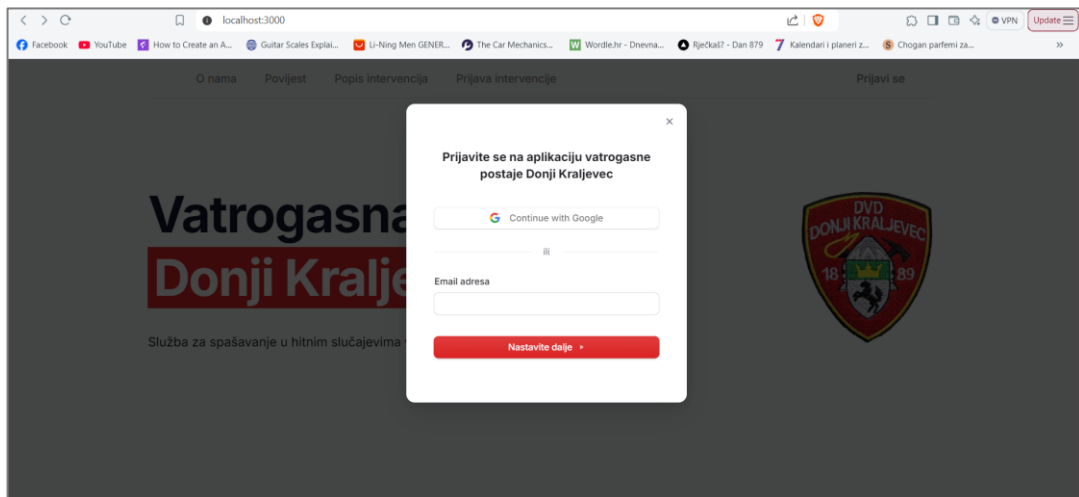 localhost:3000
VPN
Update
Facebook
YouTube
How to Create an A...
Guitar Scales Explai...
Li-Ning Men GENER...
The Car Mechanics...
Wordle.hr - Dnevna...
Rječkaš? - Dan 879
Kalendari i planeri z...
Chogan parfemi za...
O nama
Povijest
Popis intervencija
Prijava intervencije
Prijavi se
Prijavite se na aplikaciju vatrogasne
postaje Donji Kraljevec
Continue with Google
ili
Email adresa
Nastavite dalje
Vatrogasna
Donji Kralje
Služba za spašavanje u hitnim slučajevima
DVD
DONJI KRALJEVEC
18 89